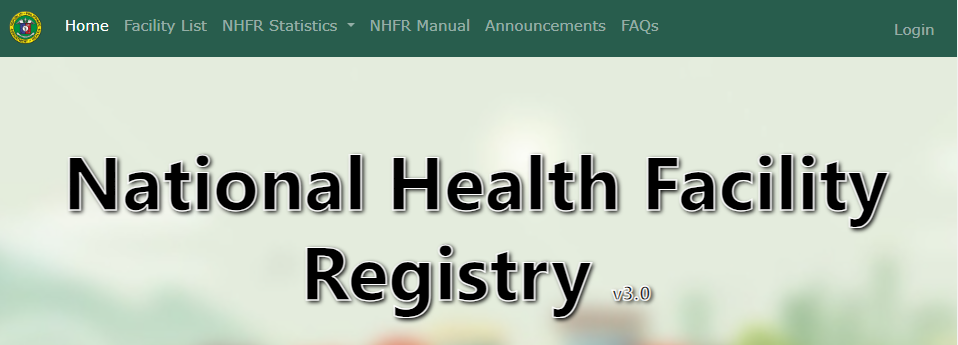 Home Facility List NHFR Statistics NHFR Manual Announcements FAQs Login
National Health Facility
Registry v3.0